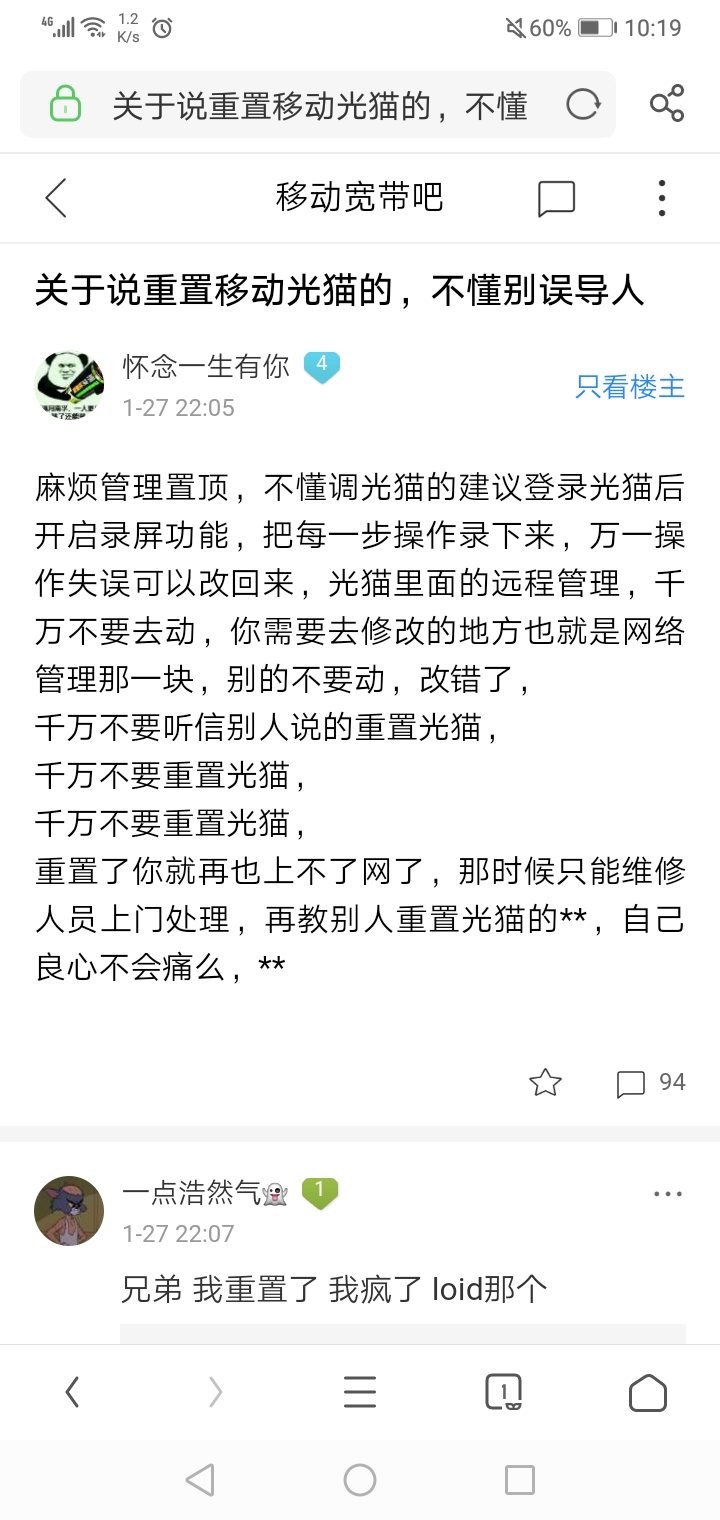 4G 1.2 K/s 60% 10:19
关于说重置移动光猫的，不懂
移动宽带吧
关于说重置移动光猫的，不懂别误导人
怀念一生有你 4
只看楼主
1-27 22:05
麻烦管理置顶，不懂调光猫的建议登录光猫后
开启录屏功能，把每一步操作录下来，万一操
作失误可以改回来，光猫里面的远程管理，千
万不要去动，你需要去修改的地方也就是网络
管理那一块，别的不要动，改错了，
千万不要听信别人说的重置光猫，
千万不要重置光猫，
千万不要重置光猫，
重置了你就再也上不了网了，那时候只能维修
人员上门处理，再教别人重置光猫的**，自己
良心不会痛么，**
94
一点浩然气👻 1
1-27 22:07
兄弟 我重置了 我疯了 loid那个
1